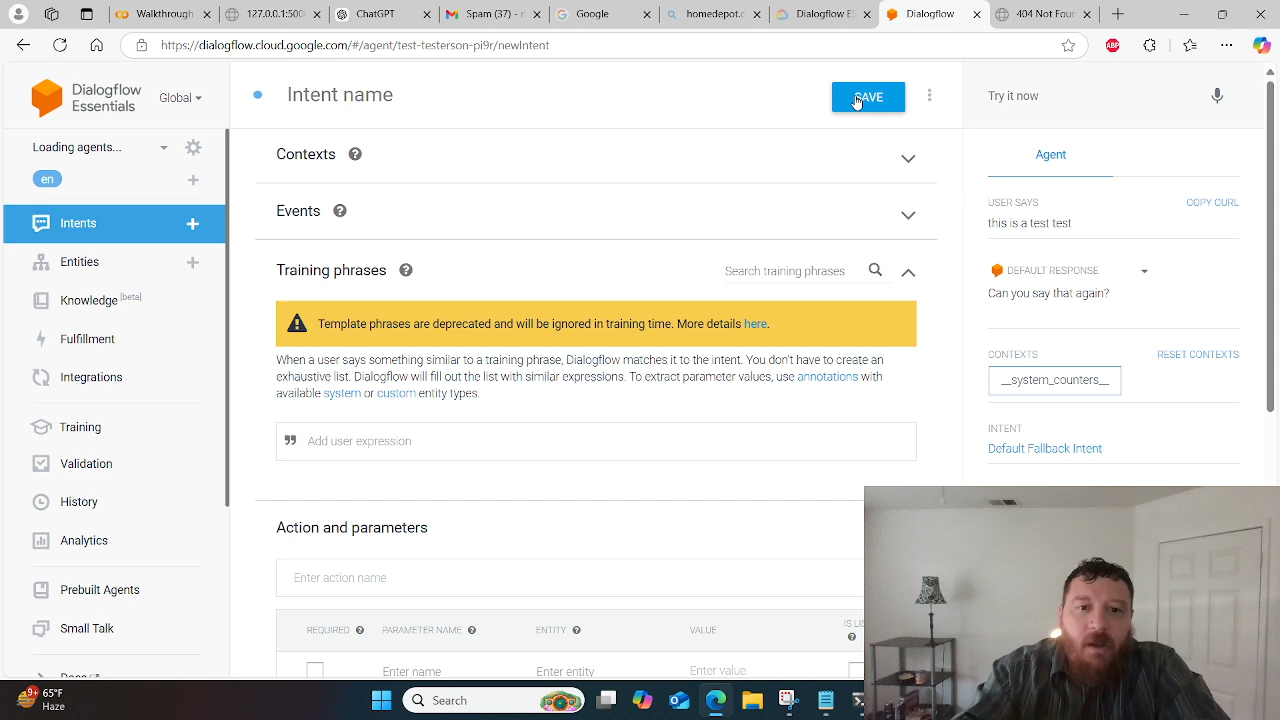 Walkthrough
127.0.0.1:500
ChatGPT
Spam (37) - r
Google
homedepot.c
Dialogflow ES
Dialogflow
404 Not Four
https://dialogflow.cloud.google.com/#/agent/test-testerson-pi9r/newIntent
ABP
Dialogflow
Essentials
Global
Intent name
SAVE
Try it now
Loading agents...
en
Intents
Entities
Knowledge [beta]
Fulfillment
Integrations
Training
Validation
History
Analytics
Prebuilt Agents
Small Talk
Contexts
Events
Training phrases
Search training phrases
Template phrases are deprecated and will be ignored in training time. More details here.
When a user says something similar to a training phrase, Dialogflow matches it to the intent. You don't have to create an
exhaustive list. Dialogflow will fill out the list with similar expressions. To extract parameter values, use annotations with
available system or custom entity types.
Add user expression
Action and parameters
Enter action name
REQUIRED PARAMETER NAME ENTITY VALUE IS LI
Enter name Enter entity Enter value
Agent
USER SAYS COPY CURL
this is a test test
DEFAULT RESPONSE
Can you say that again?
CONTEXTS RESET CONTEXTS
__system_counters__
INTENT
Default Fallback Intent
9+
65°F
Haze
Search